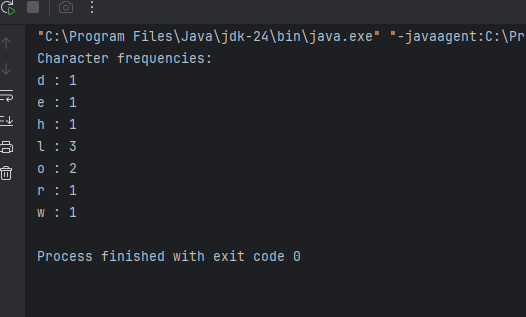 "C:\Program Files\Java\jdk-24\bin\java.exe" "-javaagent:C:\Pr
Character frequencies:
d : 1
e : 1
h : 1
l : 3
o : 2
r : 1
w : 1
Process finished with exit code 0